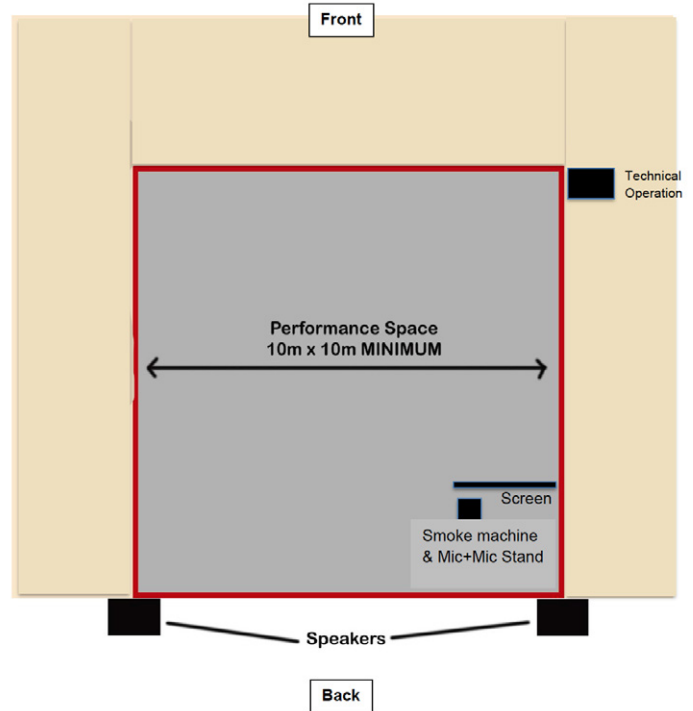 Front
Technical
Operation
Performance Space
10m x 10m MINIMUM
Screen
Smoke machine
& Mic+Mic Stand
Speakers
Back